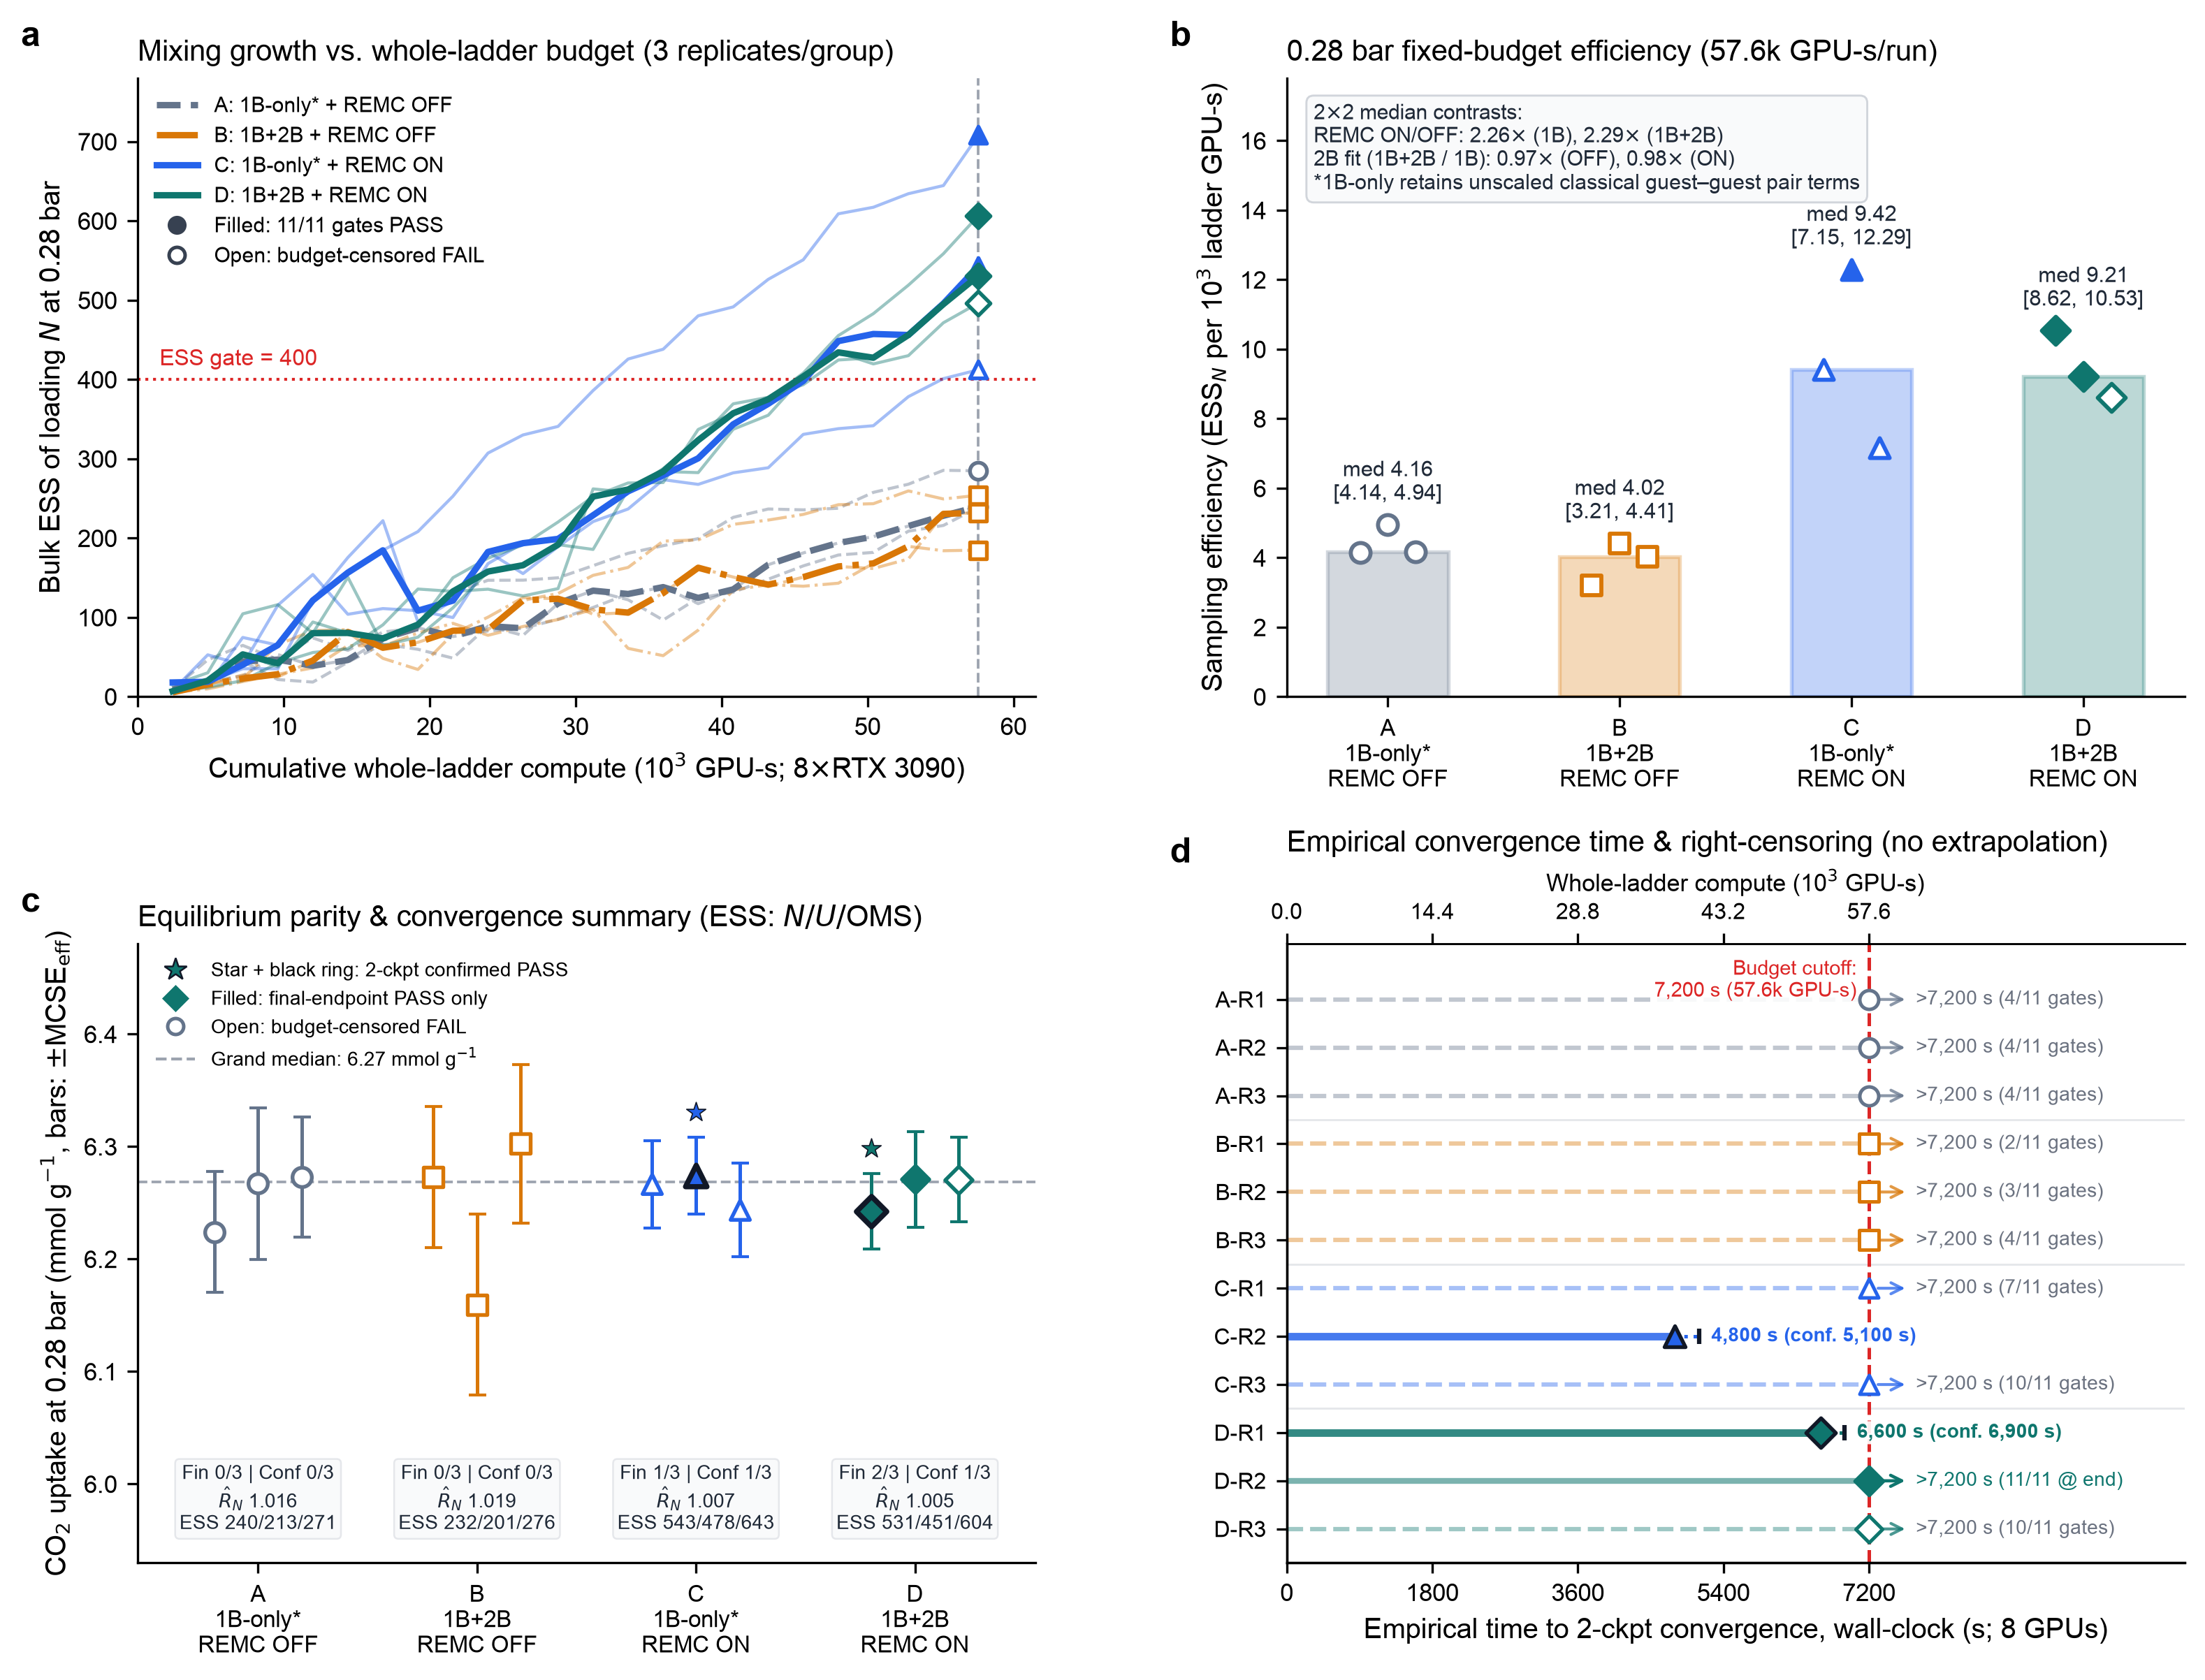 a
Mixing growth vs. whole-ladder budget (3 replicates/group)
A: 1B-only* + REMC OFF
B: 1B+2B + REMC OFF
C: 1B-only* + REMC ON
D: 1B+2B + REMC ON
Filled: 11/11 gates PASS
Open: budget-censored FAIL
ESS gate = 400
Bulk ESS of loading N at 0.28 bar
700
600
500
400
300
200
100
0
0 10 20 30 40 50 60
Cumulative whole-ladder compute (10³ GPU-s; 8×RTX 3090)
b
0.28 bar fixed-budget efficiency (57.6k GPU-s/run)
2×2 median contrasts:
REMC ON/OFF: 2.26× (1B), 2.29× (1B+2B)
2B fit (1B+2B / 1B): 0.97× (OFF), 0.98× (ON)
*1B-only retains unscaled classical guest–guest pair terms
Sampling efficiency (ESS_N per 10³ ladder GPU-s)
16
14
12
10
8
6
4
2
0
med 4.16
[4.14, 4.94]
med 4.02
[3.21, 4.41]
med 9.42
[7.15, 12.29]
med 9.21
[8.62, 10.53]
A
1B-only*
REMC OFF
B
1B+2B
REMC OFF
C
1B-only*
REMC ON
D
1B+2B
REMC ON
c
Equilibrium parity & convergence summary (ESS: N/U/OMS)
Star + black ring: 2-ckpt confirmed PASS
Filled: final-endpoint PASS only
Open: budget-censored FAIL
Grand median: 6.27 mmol g⁻¹
CO₂ uptake at 0.28 bar (mmol g⁻¹, bars: ±MCSE_eff)
6.4
6.3
6.2
6.1
6.0
Fin 0/3 | Conf 0/3
R̂_N 1.016
ESS 240/213/271
Fin 0/3 | Conf 0/3
R̂_N 1.019
ESS 232/201/276
Fin 1/3 | Conf 1/3
R̂_N 1.007
ESS 543/478/643
Fin 2/3 | Conf 1/3
R̂_N 1.005
ESS 531/451/604
A
1B-only*
REMC OFF
B
1B+2B
REMC OFF
C
1B-only*
REMC ON
D
1B+2B
REMC ON
d
Empirical convergence time & right-censoring (no extrapolation)
Whole-ladder compute (10³ GPU-s)
0.0 14.4 28.8 43.2 57.6
Budget cutoff:
7,200 s (57.6k GPU-s)
A-R1 >7,200 s (4/11 gates)
A-R2 >7,200 s (4/11 gates)
A-R3 >7,200 s (4/11 gates)
B-R1 >7,200 s (2/11 gates)
B-R2 >7,200 s (3/11 gates)
B-R3 >7,200 s (4/11 gates)
C-R1 >7,200 s (7/11 gates)
C-R2 4,800 s (conf. 5,100 s)
C-R3 >7,200 s (10/11 gates)
D-R1 6,600 s (conf. 6,900 s)
D-R2 >7,200 s (11/11 @ end)
D-R3 >7,200 s (10/11 gates)
0 1800 3600 5400 7200
Empirical time to 2-ckpt convergence, wall-clock (s; 8 GPUs)